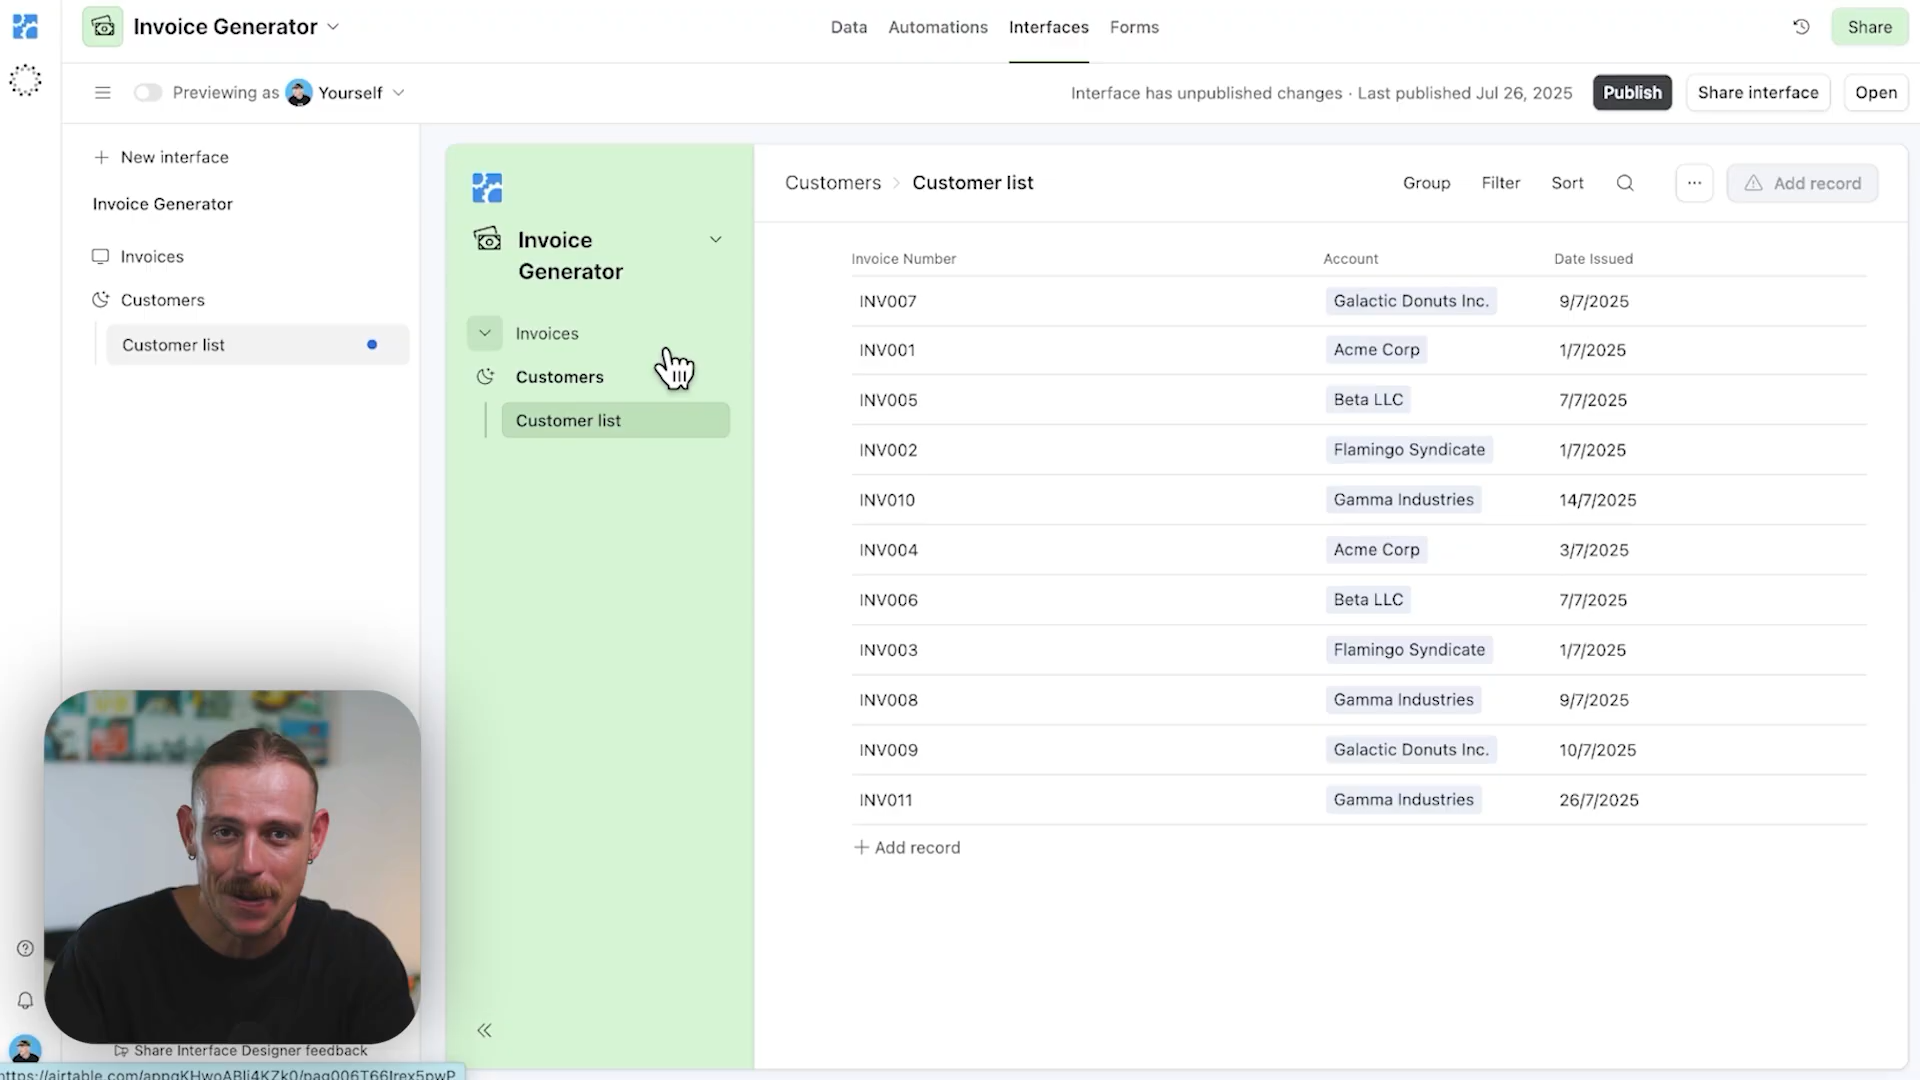 Invoice Generator
Data Automations Interfaces Forms
Share
Previewing as Yourself
Interface has unpublished changes · Last published Jul 26, 2025
Publish
Share interface
Open
New interface
Invoice Generator
Invoices
Customers
Customer list
Invoice
Generator
Invoices
Customers
Customer list
Customers > Customer list
Group Filter Sort
Add record
Invoice Number Account Date Issued
INV007 Galactic Donuts Inc. 9/7/2025
INV001 Acme Corp 1/7/2025
INV005 Beta LLC 7/7/2025
INV002 Flamingo Syndicate 1/7/2025
INV010 Gamma Industries 14/7/2025
INV004 Acme Corp 3/7/2025
INV006 Beta LLC 7/7/2025
INV003 Flamingo Syndicate 1/7/2025
INV008 Gamma Industries 9/7/2025
INV009 Galactic Donuts Inc. 10/7/2025
INV011 Gamma Industries 26/7/2025
+ Add record
Share Interface Designer feedback